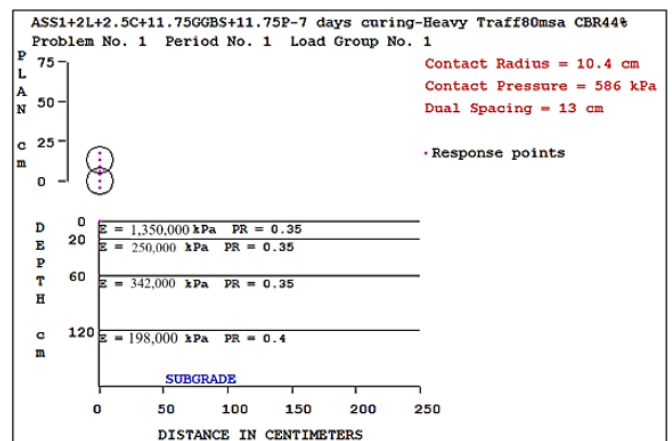 ASS1+2L+2.5C+11.75GGBS+11.75P-7 days curing-Heavy Traff80msa CBR44%
Problem No. 1 Period No. 1 Load Group No. 1
PLAN cm
75
50
25
0
Contact Radius = 10.4 cm
Contact Pressure = 586 kPa
Dual Spacing = 13 cm
Response points
DEPTH cm
0
E = 1,350,000 kPa PR = 0.35
20
E = 250,000 kPa PR = 0.35
60
E = 342,000 kPa PR = 0.35
120
E = 198,000 kPa PR = 0.4
SUBGRADE
0 50 100 150 200 250
DISTANCE IN CENTIMETERS